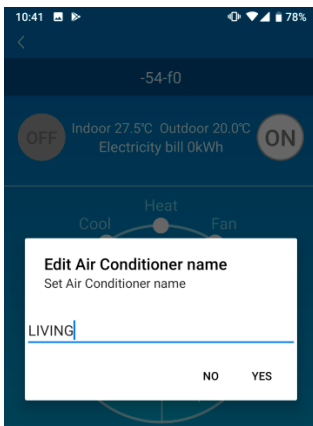 10:41 78%
-54-f0
OFF Indoor 27.5℃ Outdoor 20.0℃ ON
Electricity bill 0kWh
Heat
Cool Fan
Edit Air Conditioner name
Set Air Conditioner name
LIVING
NO YES